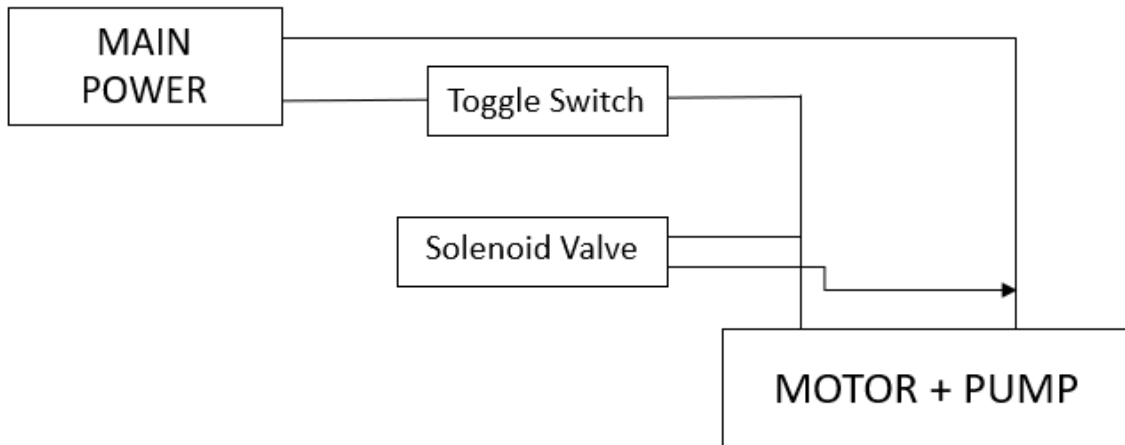 MAIN
POWER
Toggle Switch
Solenoid Valve
MOTOR + PUMP